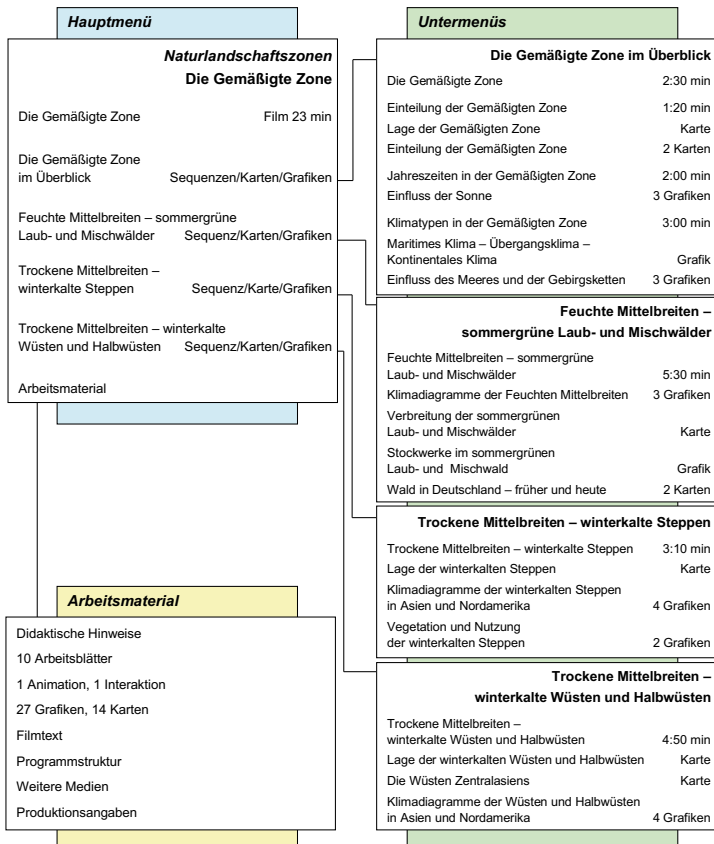 Hauptmenü
Naturlandschaftszonen
Die Gemäßigte Zone
Die Gemäßigte Zone Film 23 min
Die Gemäßigte Zone
im Überblick Sequenzen/Karten/Grafiken
Feuchte Mittelbreiten – sommergrüne
Laub- und Mischwälder Sequenz/Karten/Grafiken
Trockene Mittelbreiten –
winterkalte Steppen Sequenz/Karte/Grafiken
Trockene Mittelbreiten – winterkalte
Wüsten und Halbwüsten Sequenz/Karten/Grafiken
Arbeitsmaterial
Arbeitsmaterial
Didaktische Hinweise
10 Arbeitsblätter
1 Animation, 1 Interaktion
27 Grafiken, 14 Karten
Filmtext
Programmstruktur
Weitere Medien
Produktionsangaben
Untermenüs
Die Gemäßigte Zone im Überblick
Die Gemäßigte Zone 2:30 min
Einteilung der Gemäßigten Zone 1:20 min
Lage der Gemäßigten Zone Karte
Einteilung der Gemäßigten Zone 2 Karten
Jahreszeiten in der Gemäßigten Zone 2:00 min
Einfluss der Sonne 3 Grafiken
Klimatypen in der Gemäßigten Zone 3:00 min
Maritimes Klima – Übergangsklima –
Kontinentales Klima Grafik
Einfluss des Meeres und der Gebirgsketten 3 Grafiken
Feuchte Mittelbreiten –
sommergrüne Laub- und Mischwälder
Feuchte Mittelbreiten – sommergrüne
Laub- und Mischwälder 5:30 min
Klimadiagramme der Feuchten Mittelbreiten 3 Grafiken
Verbreitung der sommergrünen
Laub- und Mischwälder Karte
Stockwerke im sommergrünen
Laub- und Mischwald Grafik
Wald in Deutschland – früher und heute 2 Karten
Trockene Mittelbreiten – winterkalte Steppen
Trockene Mittelbreiten – winterkalte Steppen 3:10 min
Lage der winterkalten Steppen Karte
Klimadiagramme der winterkalten Steppen
in Asien und Nordamerika 4 Grafiken
Vegetation und Nutzung
der winterkalten Steppen 2 Grafiken
Trockene Mittelbreiten –
winterkalte Wüsten und Halbwüsten
Trockene Mittelbreiten –
winterkalte Wüsten und Halbwüsten 4:50 min
Lage der winterkalten Wüsten und Halbwüsten Karte
Die Wüsten Zentralasiens Karte
Klimadiagramme der Wüsten und Halbwüsten
in Asien und Nordamerika 4 Grafiken